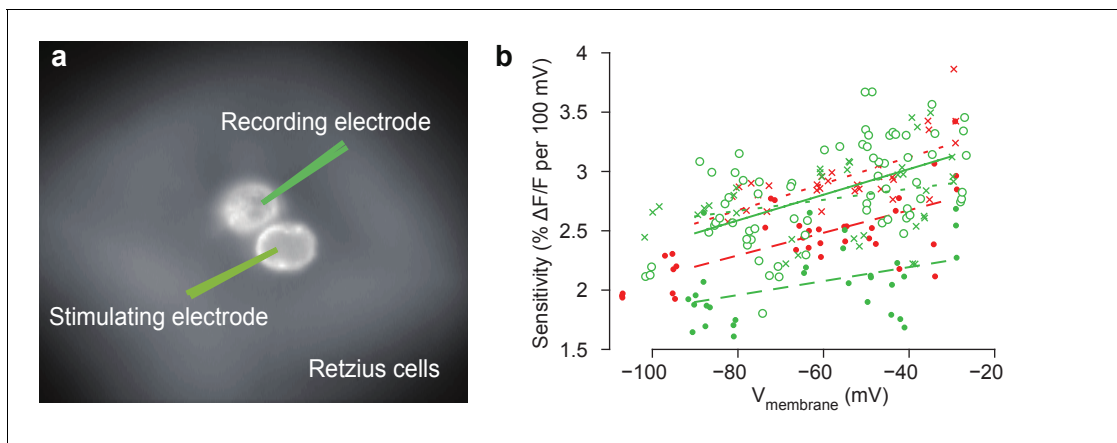 a
Recording electrode
Stimulating electrode
Retzius cells
b
Sensitivity (% ΔF/F per 100 mV)
4
3.5
3
2.5
2
1.5
−100
−80
−60
−40
−20
V membrane (mV)